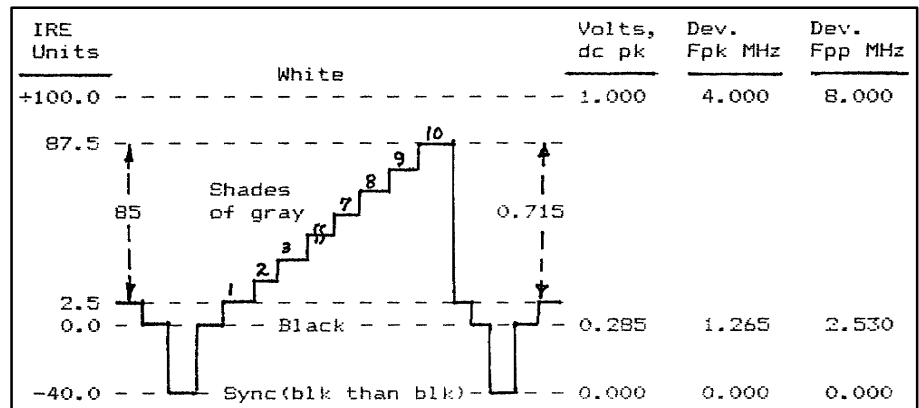 IRE Units
Volts, dc pk
Dev. Fpk MHz
Dev. Fpp MHz
White
+100.0
1.000
4.000
8.000
87.5
10
9
8
7
3
2
1
Shades of gray
85
0.715
2.5
0.0
Black
0.285
1.265
2.530
-40.0
Sync(blk than blk)
0.000
0.000
0.000